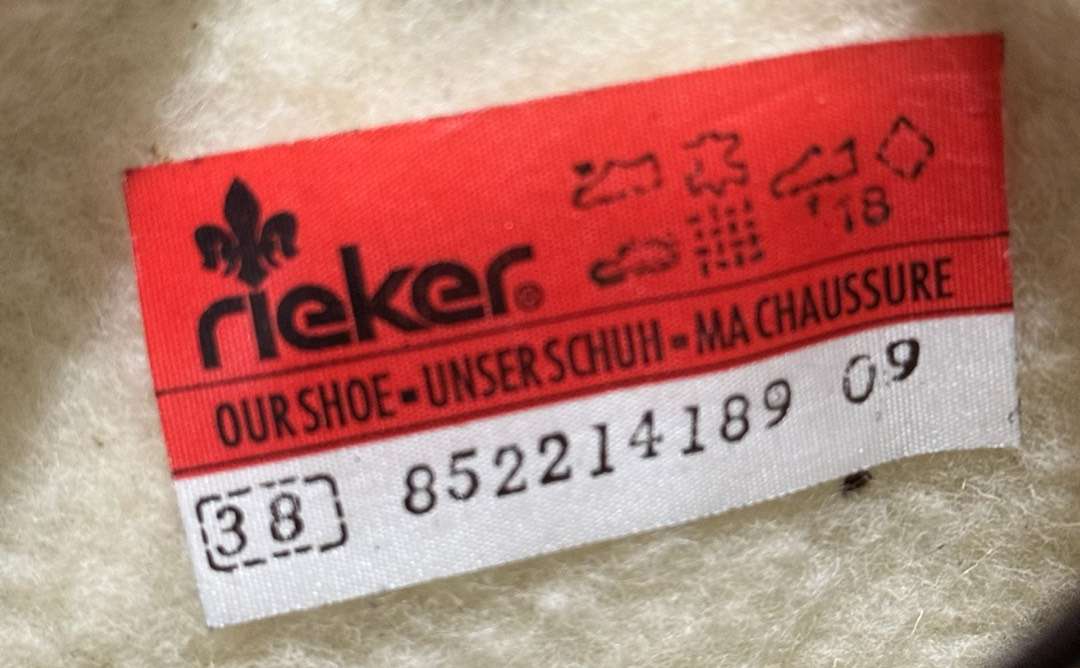 rieker®
18
OUR SHOE - UNSER SCHUH - MA CHAUSSURE
38 852214189 09